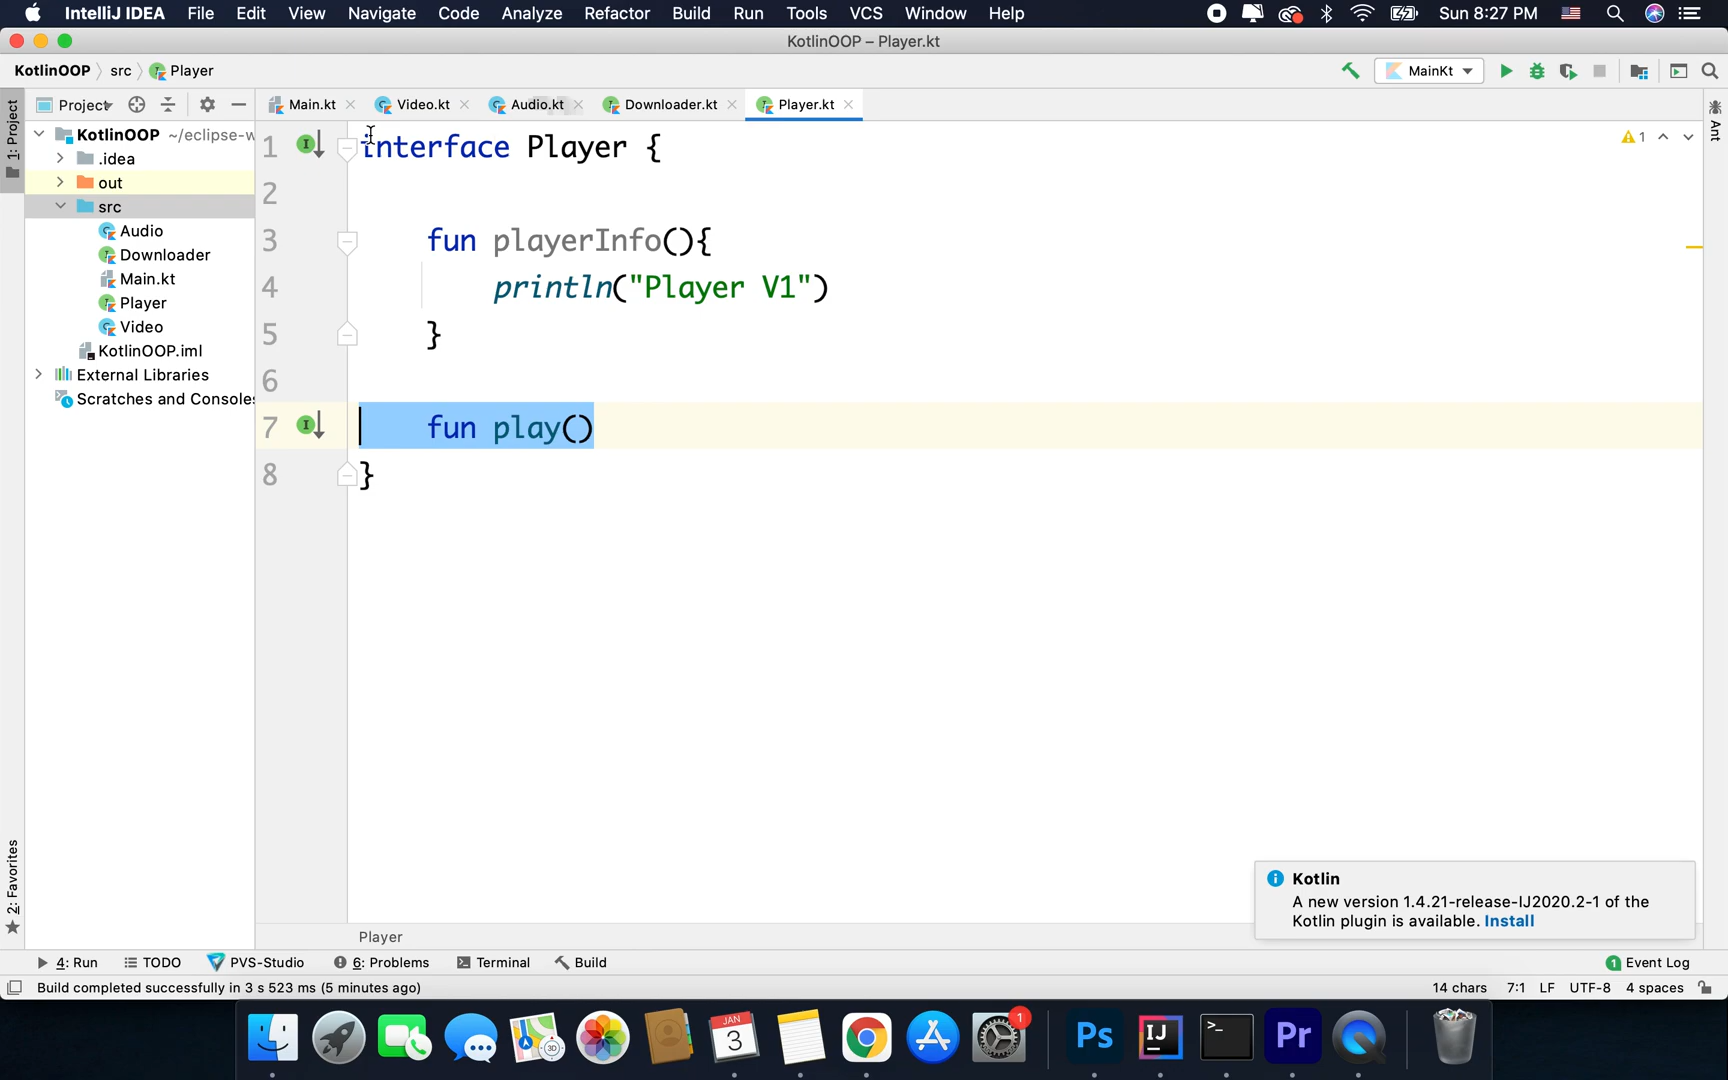 IntelliJ IDEA File Edit View Navigate Code Analyze Refactor Build Run Tools VCS Window Help Sun 8:27 PM
KotlinOOP – Player.kt
KotlinOOP src Player MainKt
1: Project
Project Main.kt Video.kt Audio.kt Downloader.kt Player.kt
KotlinOOP ~/eclipse-w
.idea
out
src
Audio
Downloader
Main.kt
Player
Video
KotlinOOP.iml
External Libraries
Scratches and Consoles
1 interface Player {
2
3 fun playerInfo(){
4 println("Player V1")
5 }
6
7 fun play()
8 }
1
Ant
2: Favorites
Kotlin
A new version 1.4.21-release-IJ2020.2-1 of the
Kotlin plugin is available. Install
Player
4: Run TODO PVS-Studio 6: Problems Terminal Build 1 Event Log
Build completed successfully in 3 s 523 ms (5 minutes ago) 14 chars 7:1 LF UTF-8 4 spaces
JAN
3
3D
1
Ps
IJ
>_
Pr